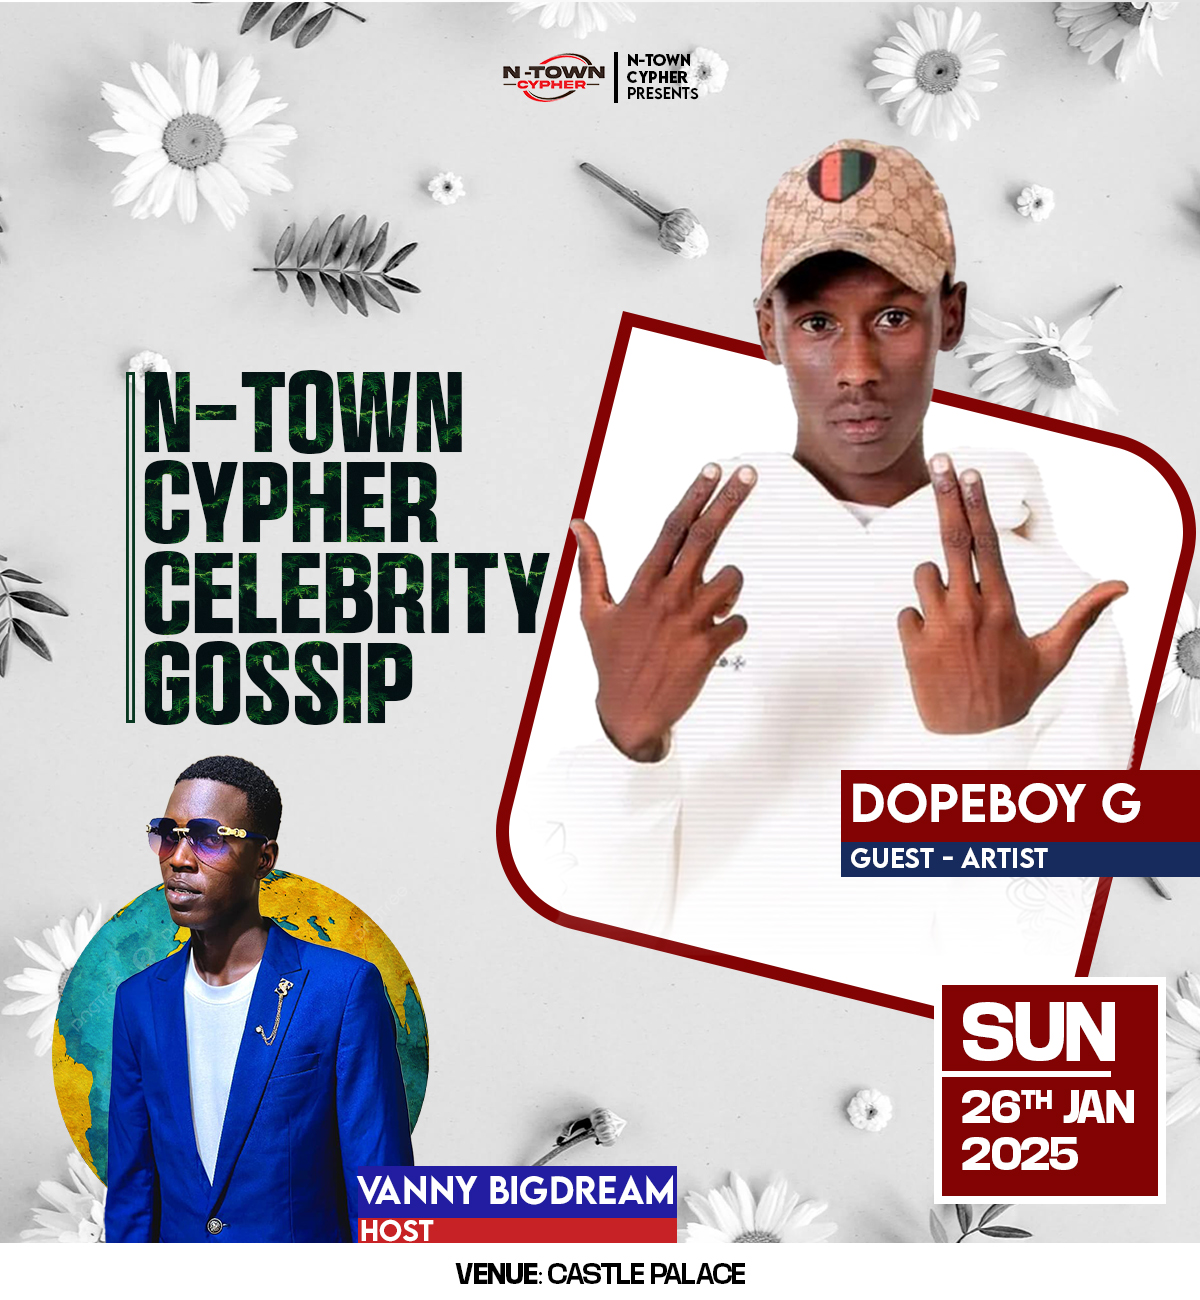 N-TOWN
CYPHER
N-TOWN
CYPHER
PRESENTS
N-TOWN
CYPHER
CELEBRITY
GOSSIP
DOPEBOY G
GUEST - ARTIST
SUN
26TH JAN
2025
VANNY BIGDREAM
HOST
VENUE: CASTLE PALACE